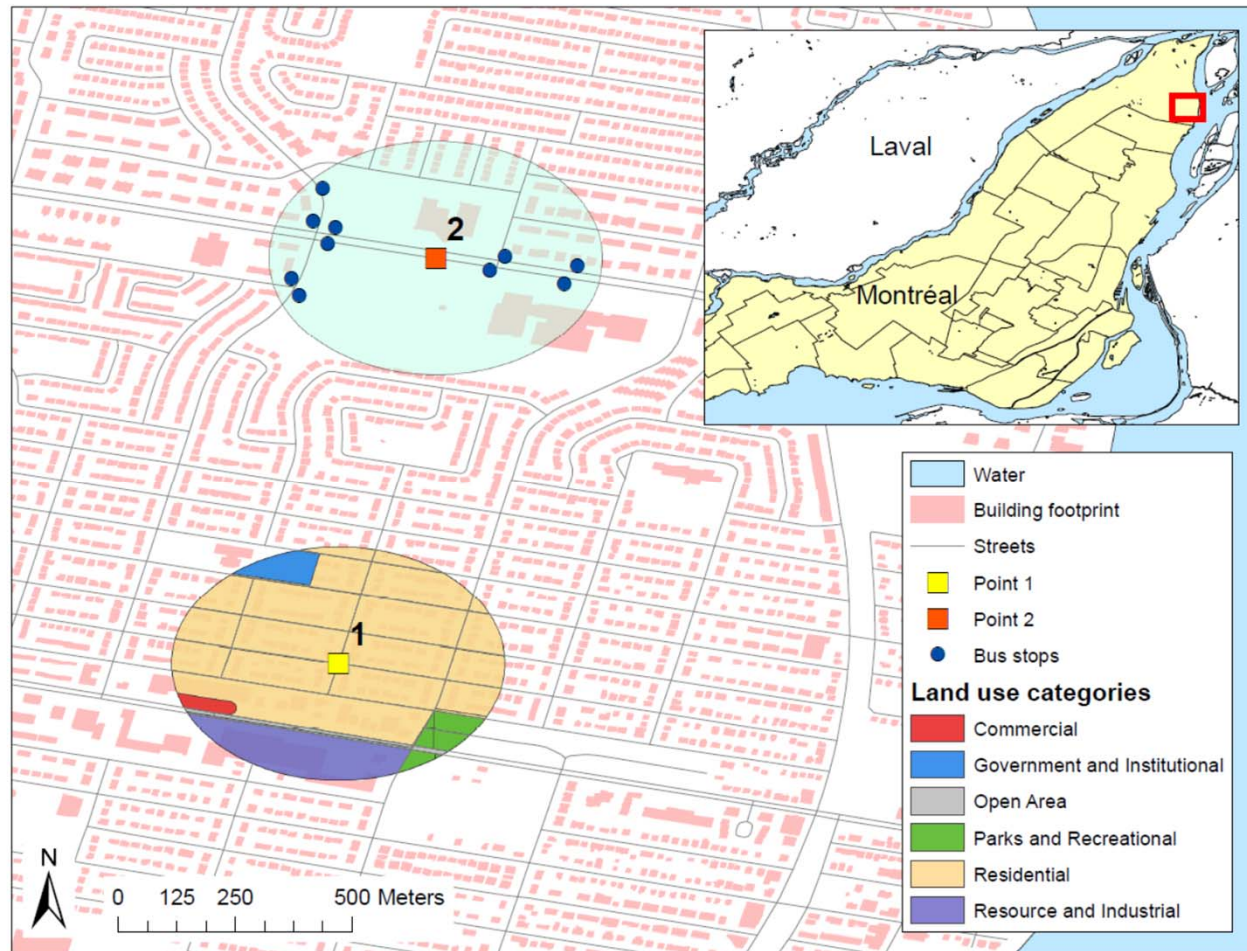 Laval
Montréal
2
1
Water
Building footprint
Streets
Point 1
Point 2
Bus stops
Land use categories
Commercial
Government and Institutional
Open Area
Parks and Recreational
Residential
Resource and Industrial
N
0 125 250 500 Meters